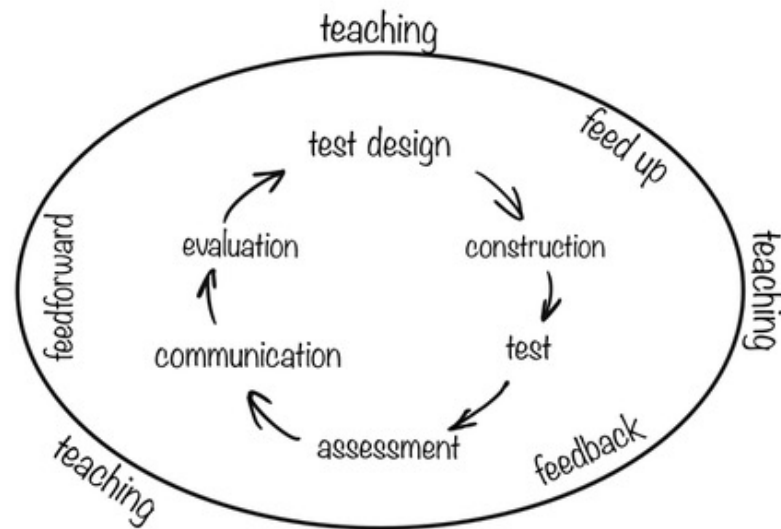 teaching
feed up
test design
evaluation
construction
feedforward
teaching
communication
test
assessment
feedback
teaching